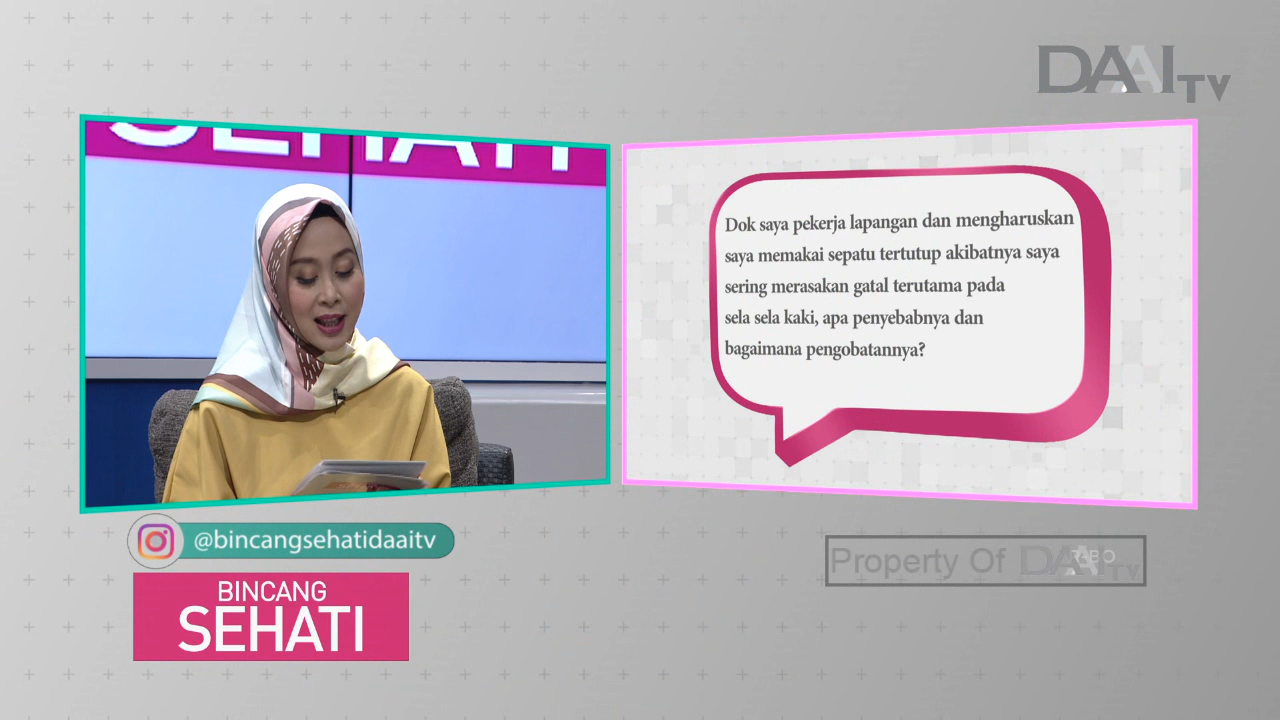 DAAI TV
SEHATI
Dok saya pekerja lapangan dan mengharuskan
saya memakai sepatu tertutup akibatnya saya
sering merasakan gatal terutama pada
sela sela kaki, apa penyebabnya dan
bagaimana pengobatannya?
@bincangsehatidaaitv
Property Of DAAI TV
BINCANG
SEHATI